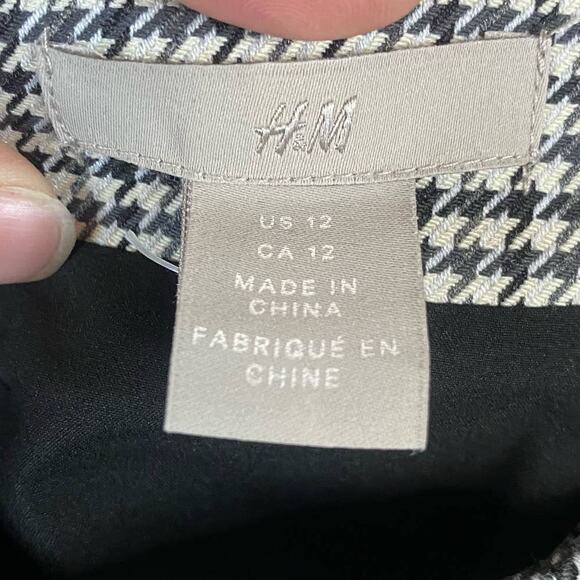 H&M
US 12
CA 12
MADE IN
CHINA
FABRIQUÉ EN
CHINE